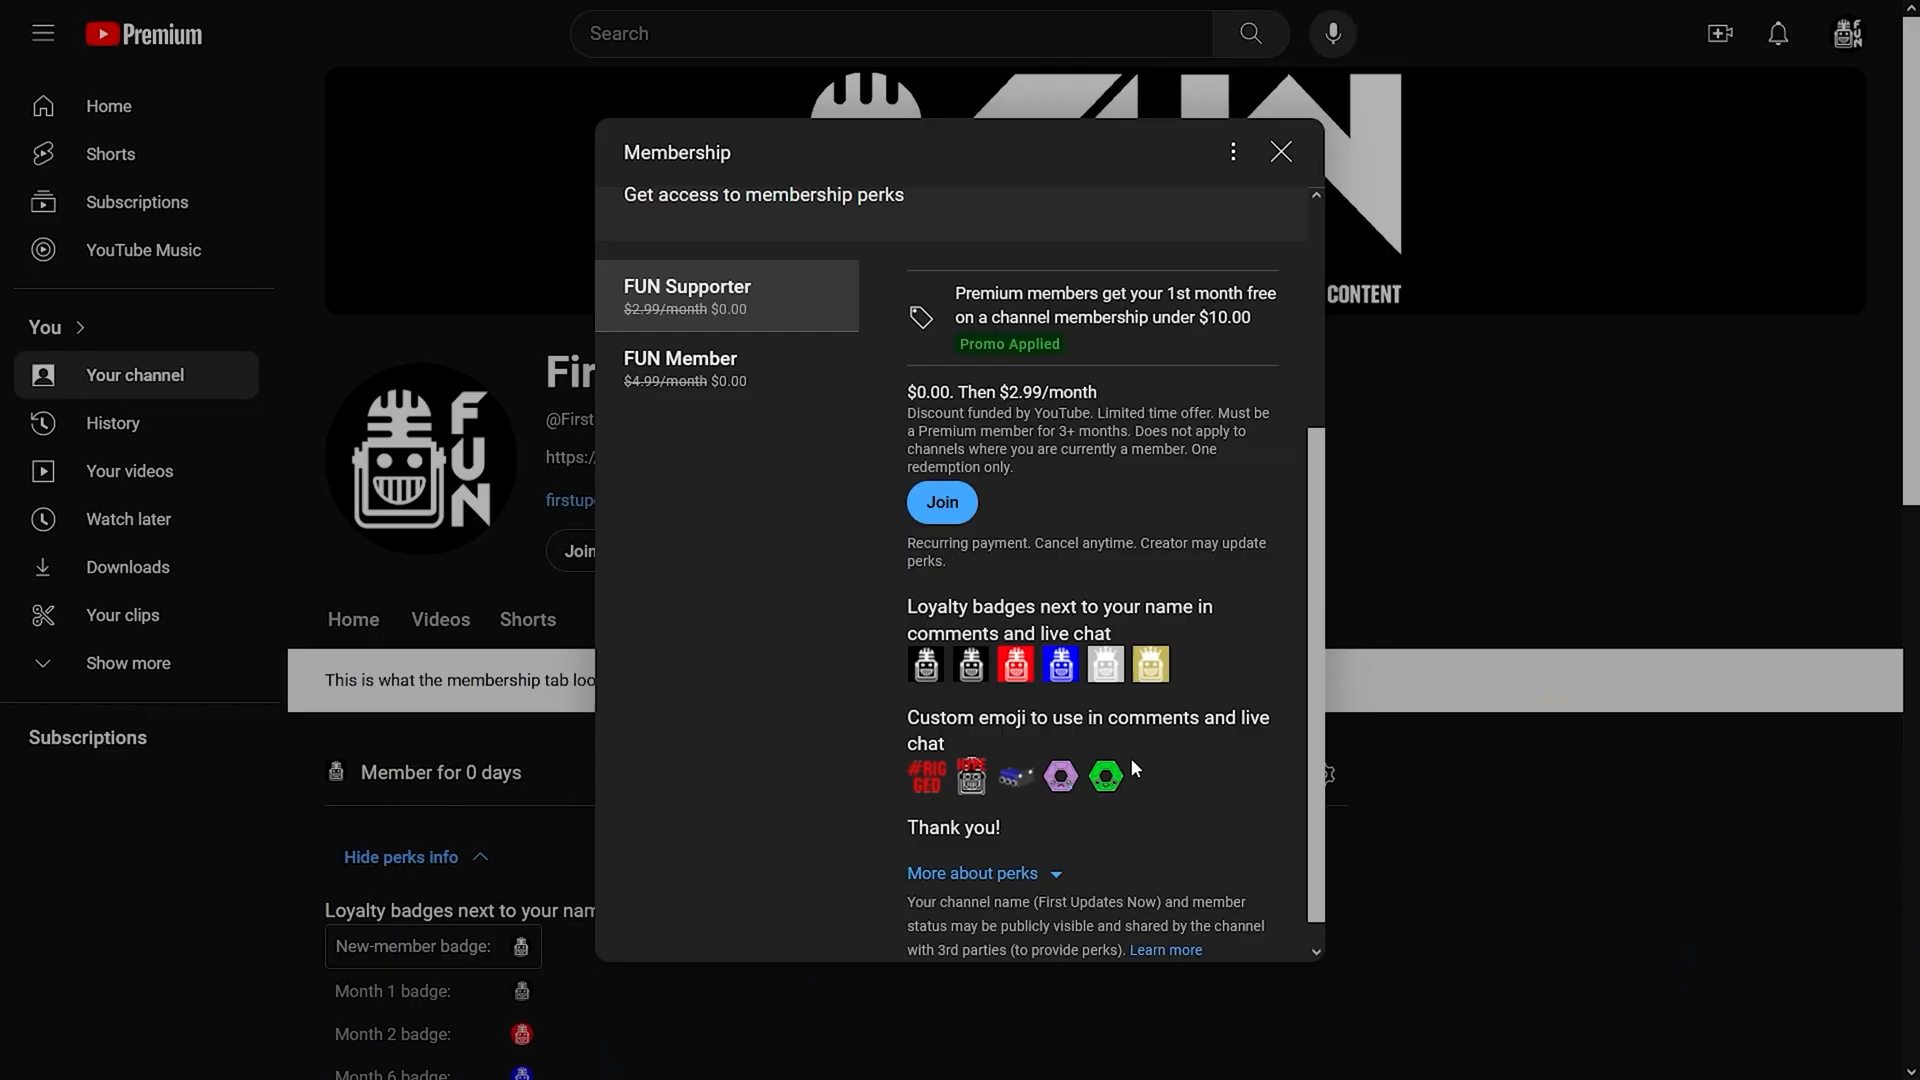 Premium
Search
FUN
Home
Shorts
Subscriptions
YouTube Music
You
Your channel
History
Your videos
Watch later
Downloads
Your clips
Show more
Subscriptions
CONTENT
FUN
Fir
@First
https:/
firstup
Join
Home
Videos
Shorts
This is what the membership tab loo
Member for 0 days
Hide perks info
Loyalty badges next to your nam
New-member badge:
Month 1 badge:
Month 2 badge:
Month 6 badge:
Membership
Get access to membership perks
FUN Supporter
$2.99/month $0.00
FUN Member
$4.99/month $0.00
Premium members get your 1st month free
on a channel membership under $10.00
Promo Applied
$0.00. Then $2.99/month
Discount funded by YouTube. Limited time offer. Must be
a Premium member for 3+ months. Does not apply to
channels where you are currently a member. One
redemption only.
Join
Recurring payment. Cancel anytime. Creator may update
perks.
Loyalty badges next to your name in
comments and live chat
Custom emoji to use in comments and live
chat
#RIG
GED
HYPE
Thank you!
More about perks
Your channel name (First Updates Now) and member
status may be publicly visible and shared by the channel
with 3rd parties (to provide perks). Learn more